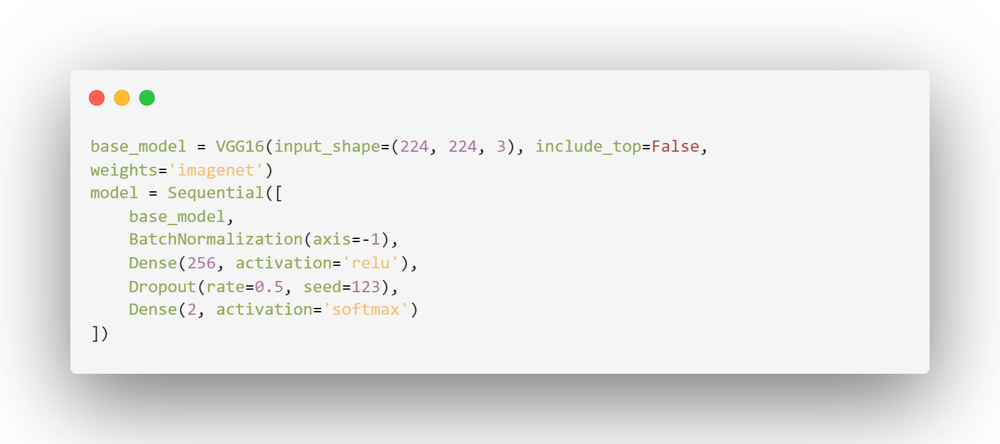 base_model = VGG16(input_shape=(224, 224, 3), include_top=False,
weights='imagenet')
model = Sequential([
    base_model,
    BatchNormalization(axis=-1),
    Dense(256, activation='relu'),
    Dropout(rate=0.5, seed=123),
    Dense(2, activation='softmax')
])